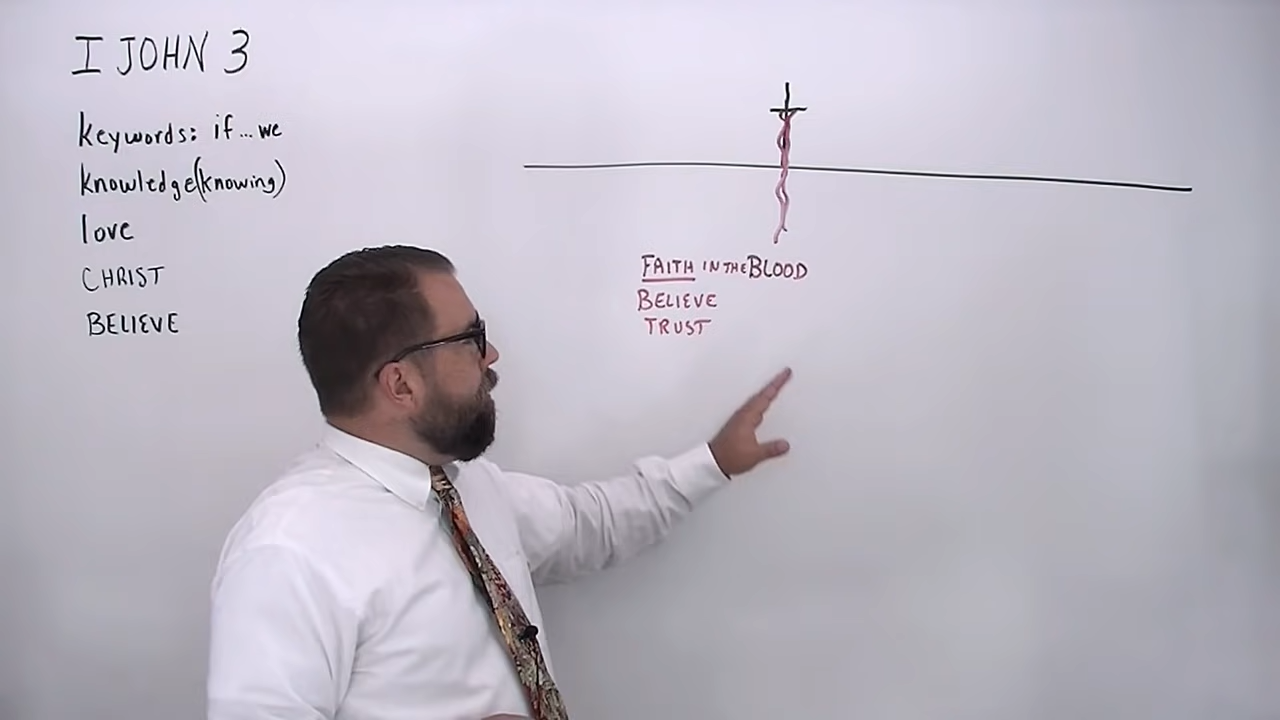 I JOHN 3
keywords: if...we
knowledge(knowing)
love
CHRIST
BELIEVE
FAITH IN THE BLOOD
BELIEVE
TRUST